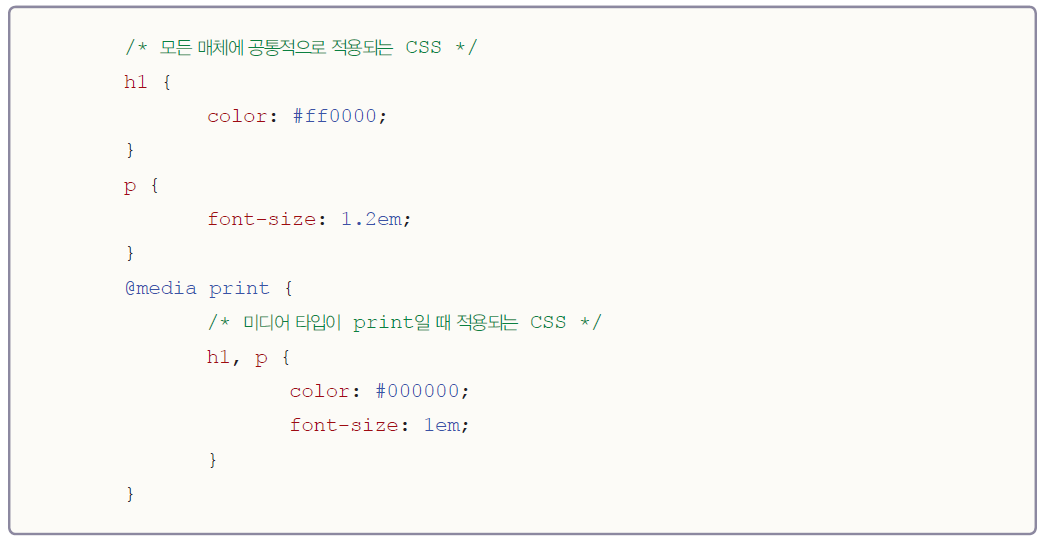 /* 모든 매체에 공통적으로 적용되는 CSS */
h1 {
color: #ff0000;
}
p {
font-size: 1.2em;
}
@media print {
/* 미디어 타입이 print일 때 적용되는 CSS */
h1, p {
color: #000000;
font-size: 1em;
}
}